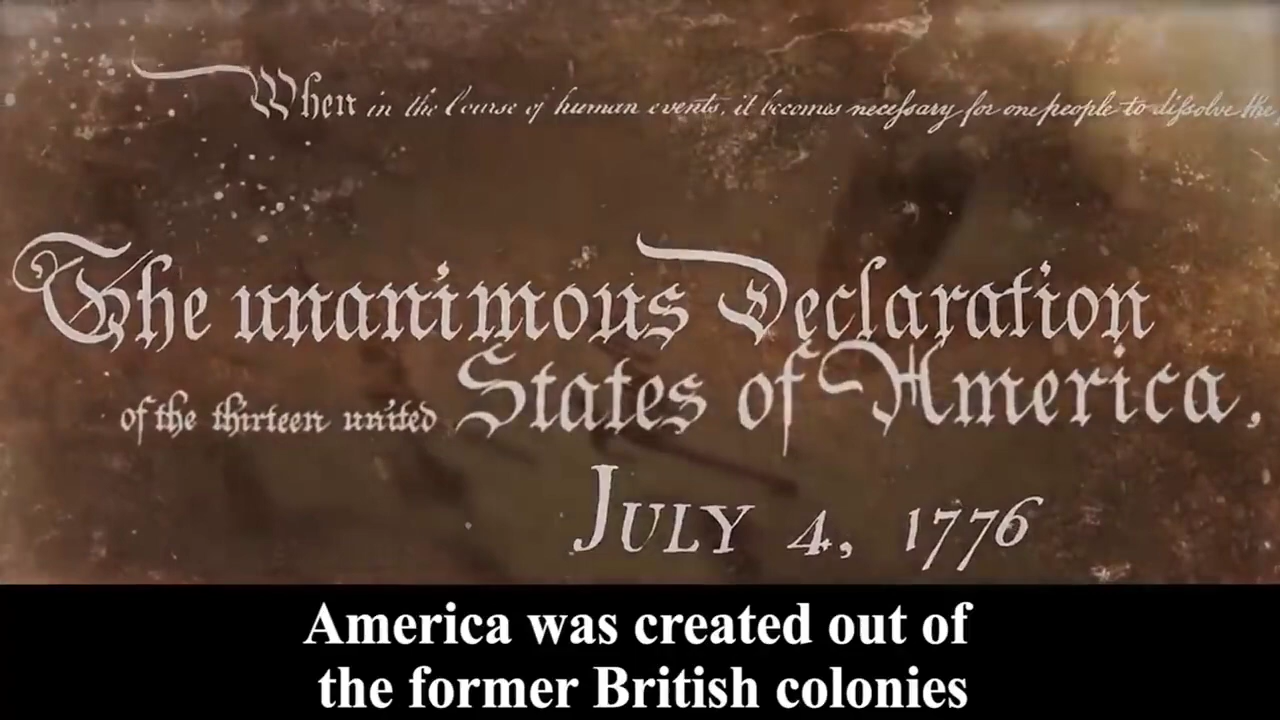 When in the Course of human events, it becomes neceſsary for one people to diſsolve the
The unanimous Declaration
of the thirteen united States of America,
JULY 4, 1776
America was created out of
the former British colonies